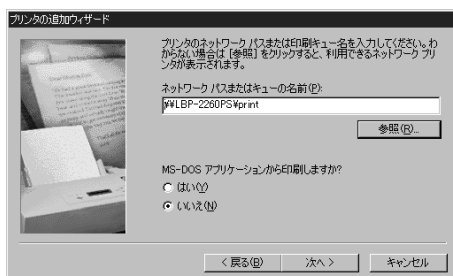 プリンタの追加ウィザード
プリンタのネットワーク パスまたは印刷キュー名を入力してください。わ
からない場合は [参照] をクリックすると、利用できるネットワーク プリ
ンタが表示されます。
ネットワーク パスまたはキューの名前(P):
¥¥LBP-2260PS¥print
参照(R)...
MS-DOS アプリケーションから印刷しますか?
はい(Y)
いいえ(N)
< 戻る(B)
次へ >
キャンセル